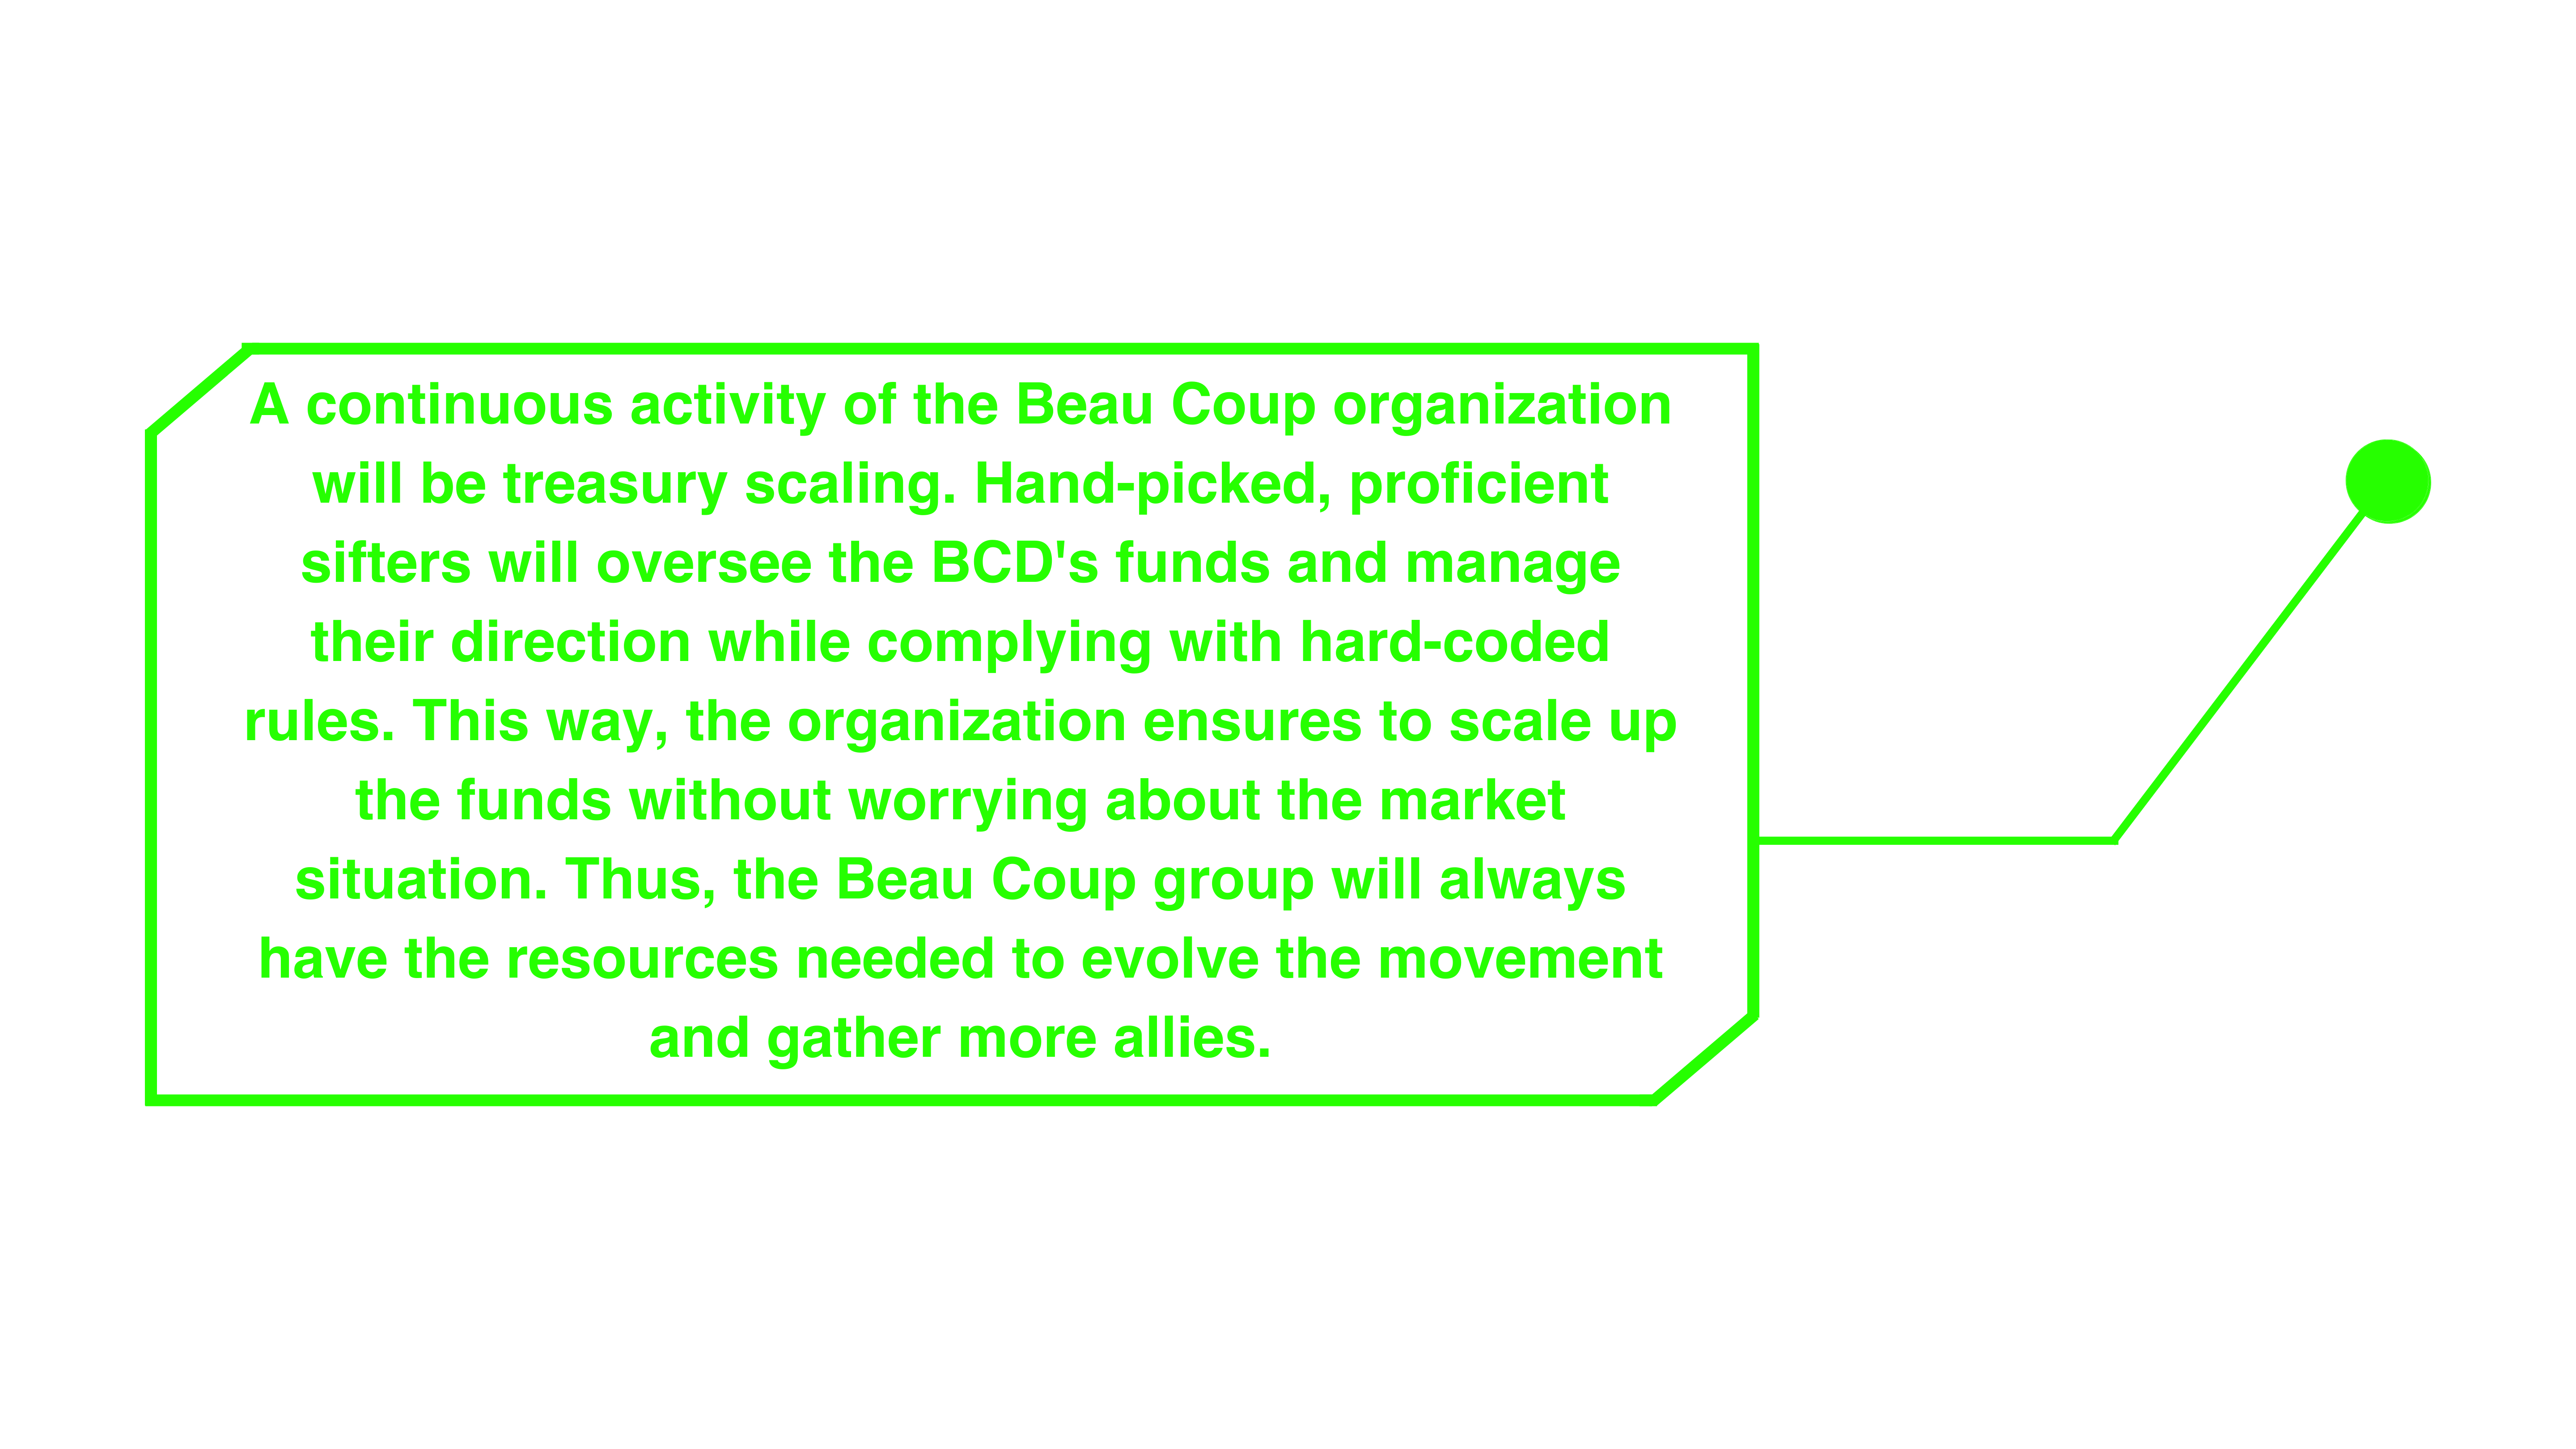 A continuous activity of the Beau Coup organization
will be treasury scaling. Hand-picked, proficient
sifters will oversee the BCD's funds and manage
their direction while complying with hard-coded
rules. This way, the organization ensures to scale up
the funds without worrying about the market
situation. Thus, the Beau Coup group will always
have the resources needed to evolve the movement
and gather more allies.